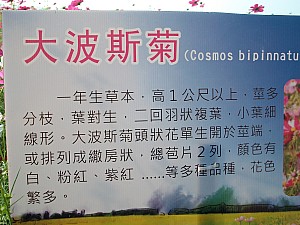 大波斯菊(Cosmos bipinnatu
一年生草本，高1公尺以上，莖多
分枝，葉對生，二回羽狀複葉，小葉細
線形。大波斯菊頭狀花單生開於莖端，
或排列成繖房狀，總苞片2列，顏色有
白、粉紅、紫紅……等多種品種，花色
繁多。